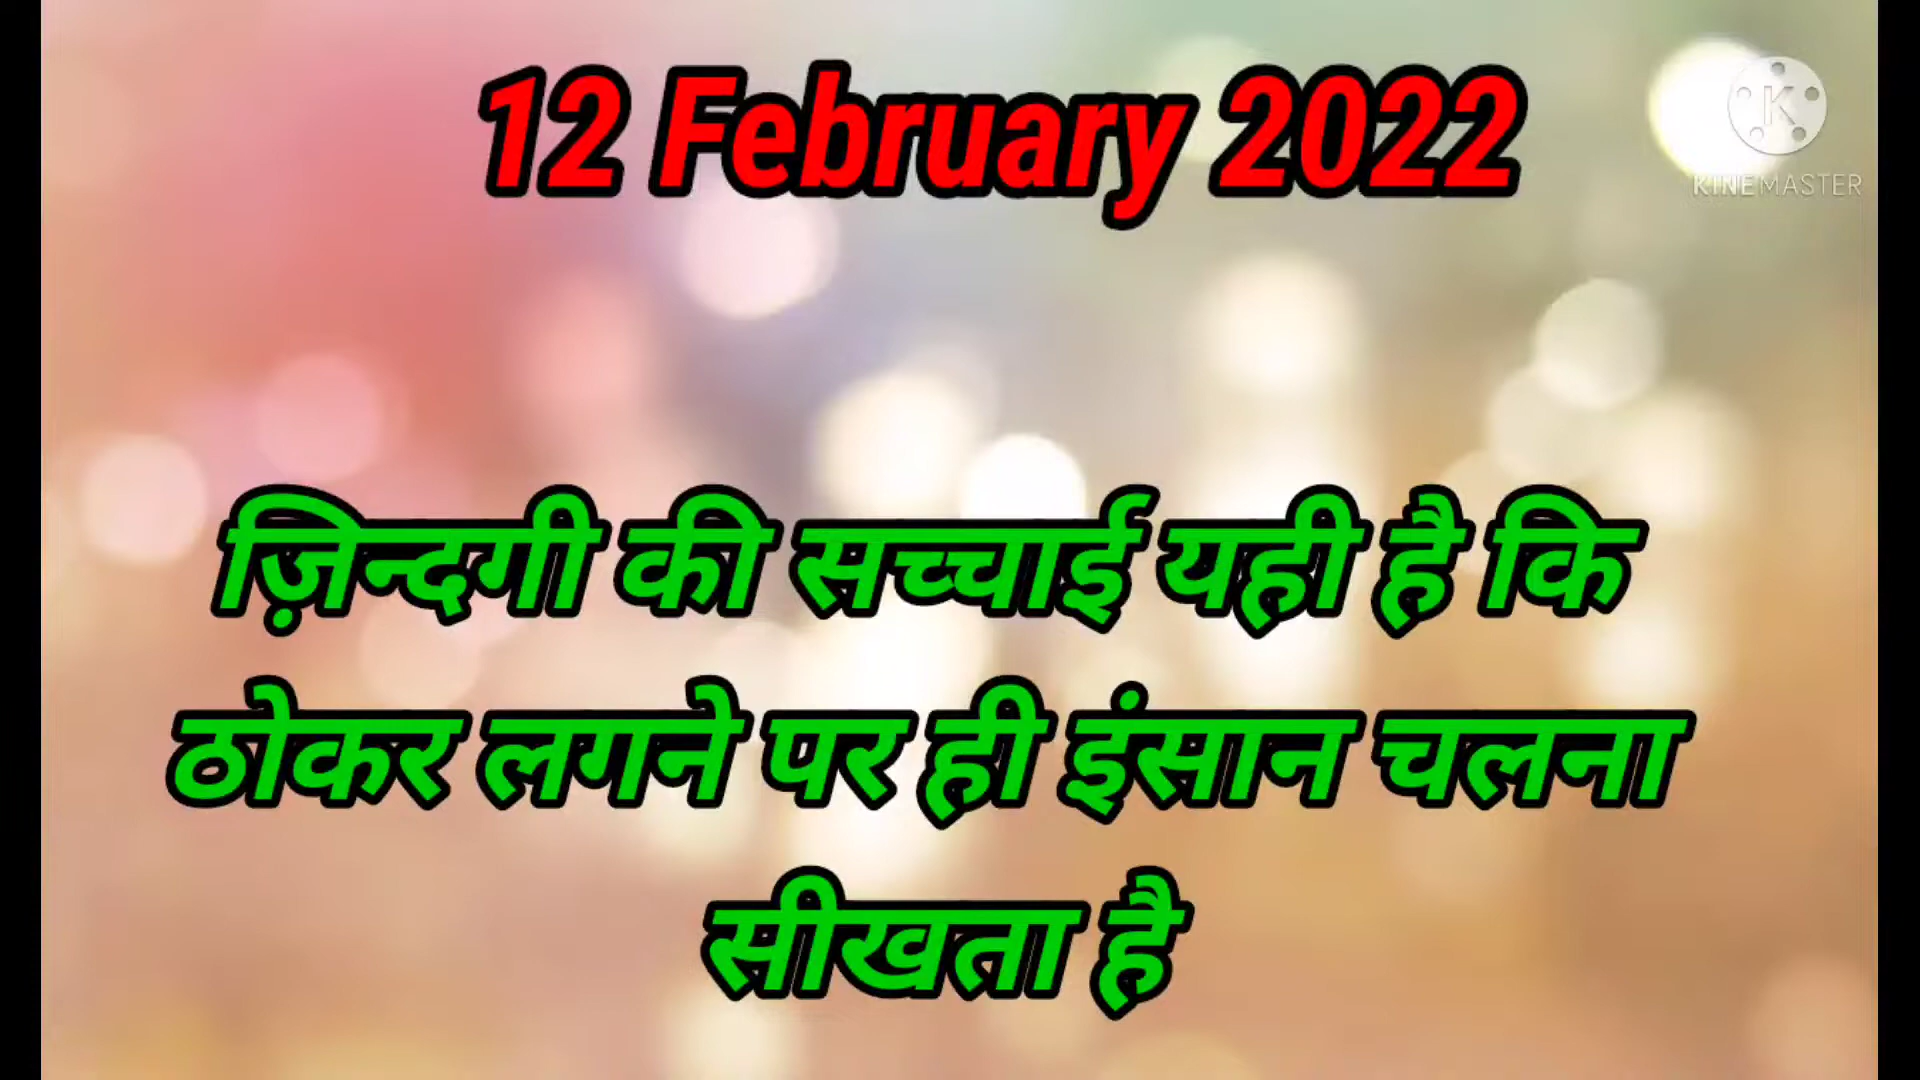 12 February 2022
KINEMASTER
ज़िन्दगी की सच्चाई यही है कि
ठोकर लगने पर ही इंसान चलना
सीखता है